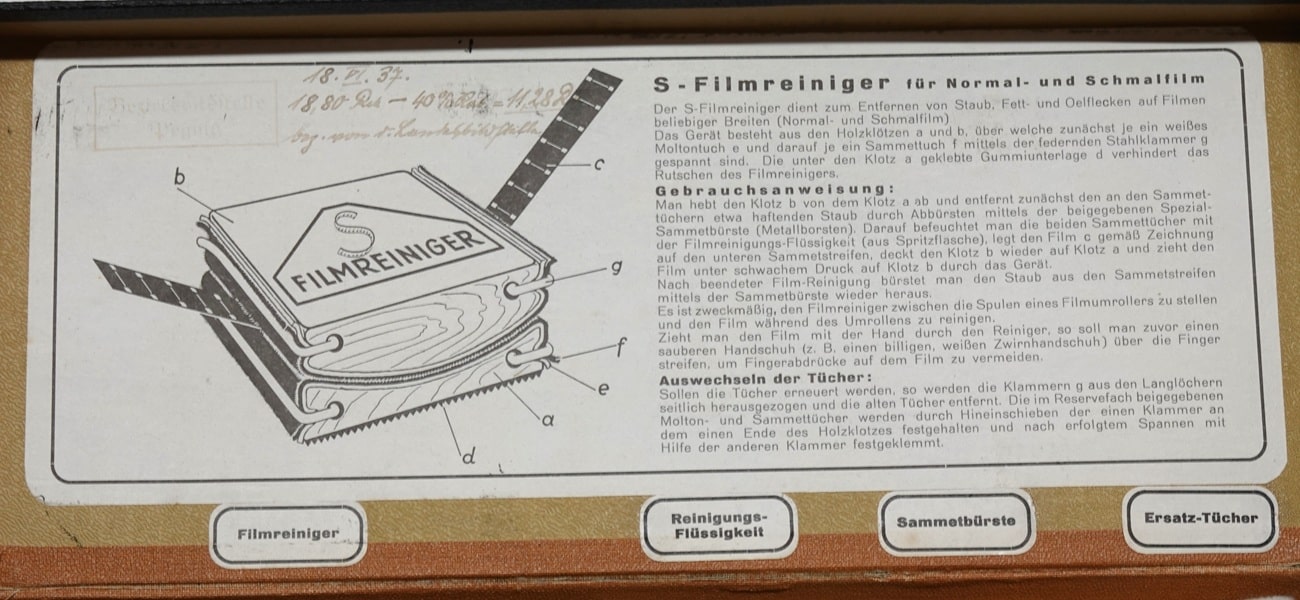 18. VI. 37.
18,80 — 40% = 11,28
b
c
g
f
e
a
d
S
FILMREINIGER
S-Filmreiniger für Normal- und Schmalfilm
Der S-Filmreiniger dient zum Entfernen von Staub, Fett- und Oelflecken auf Filmen
beliebiger Breiten (Normal- und Schmalfilm)
Das Gerät besteht aus den Holzklötzen a und b, über welche zunächst je ein weißes
Moltontuch e und darauf je ein Sammettuch f mittels der federnden Stahlklammer g
gespannt sind. Die unter den Klotz a geklebte Gummiunterlage d verhindert das
Rutschen des Filmreinigers.
Gebrauchsanweisung:
Man hebt den Klotz b von dem Klotz a ab und entfernt zunächst den an den Sammet-
tüchern etwa haftenden Staub durch Abbürsten mittels der beigegebenen Spezial-
Sammetbürste (Metallborsten). Darauf befeuchtet man die beiden Sammettücher mit
der Filmreinigungs-Flüssigkeit (aus Spritzflasche), legt den Film c gemäß Zeichnung
auf den unteren Sammetstreifen, deckt den Klotz b wieder auf Klotz a und zieht den
Film unter schwachem Druck auf Klotz b durch das Gerät.
Nach beendeter Film-Reinigung bürstet man den Staub aus den Sammetstreifen
mittels der Sammetbürste wieder heraus.
Es ist zweckmäßig, den Filmreiniger zwischen die Spulen eines Filmumrollers zu stellen
und den Film während des Umrollens zu reinigen.
Zieht man den Film mit der Hand durch den Reiniger, so soll man zuvor einen
sauberen Handschuh (z. B. einen billigen, weißen Zwirnhandschuh) über die Finger
streifen, um Fingerabdrücke auf dem Film zu vermeiden.
Auswechseln der Tücher:
Sollen die Tücher erneuert werden, so werden die Klammern g aus den Langlöchern
seitlich herausgezogen und die alten Tücher entfernt. Die im Reservefach beigegebenen
Molton- und Sammettücher werden durch Hineinschieben der einen Klammer an
dem einen Ende des Holzklotzes festgehalten und nach erfolgtem Spannen mit
Hilfe der anderen Klammer festgeklemmt.
Filmreiniger
Reinigungs-
Flüssigkeit
Sammetbürste
Ersatz-Tücher